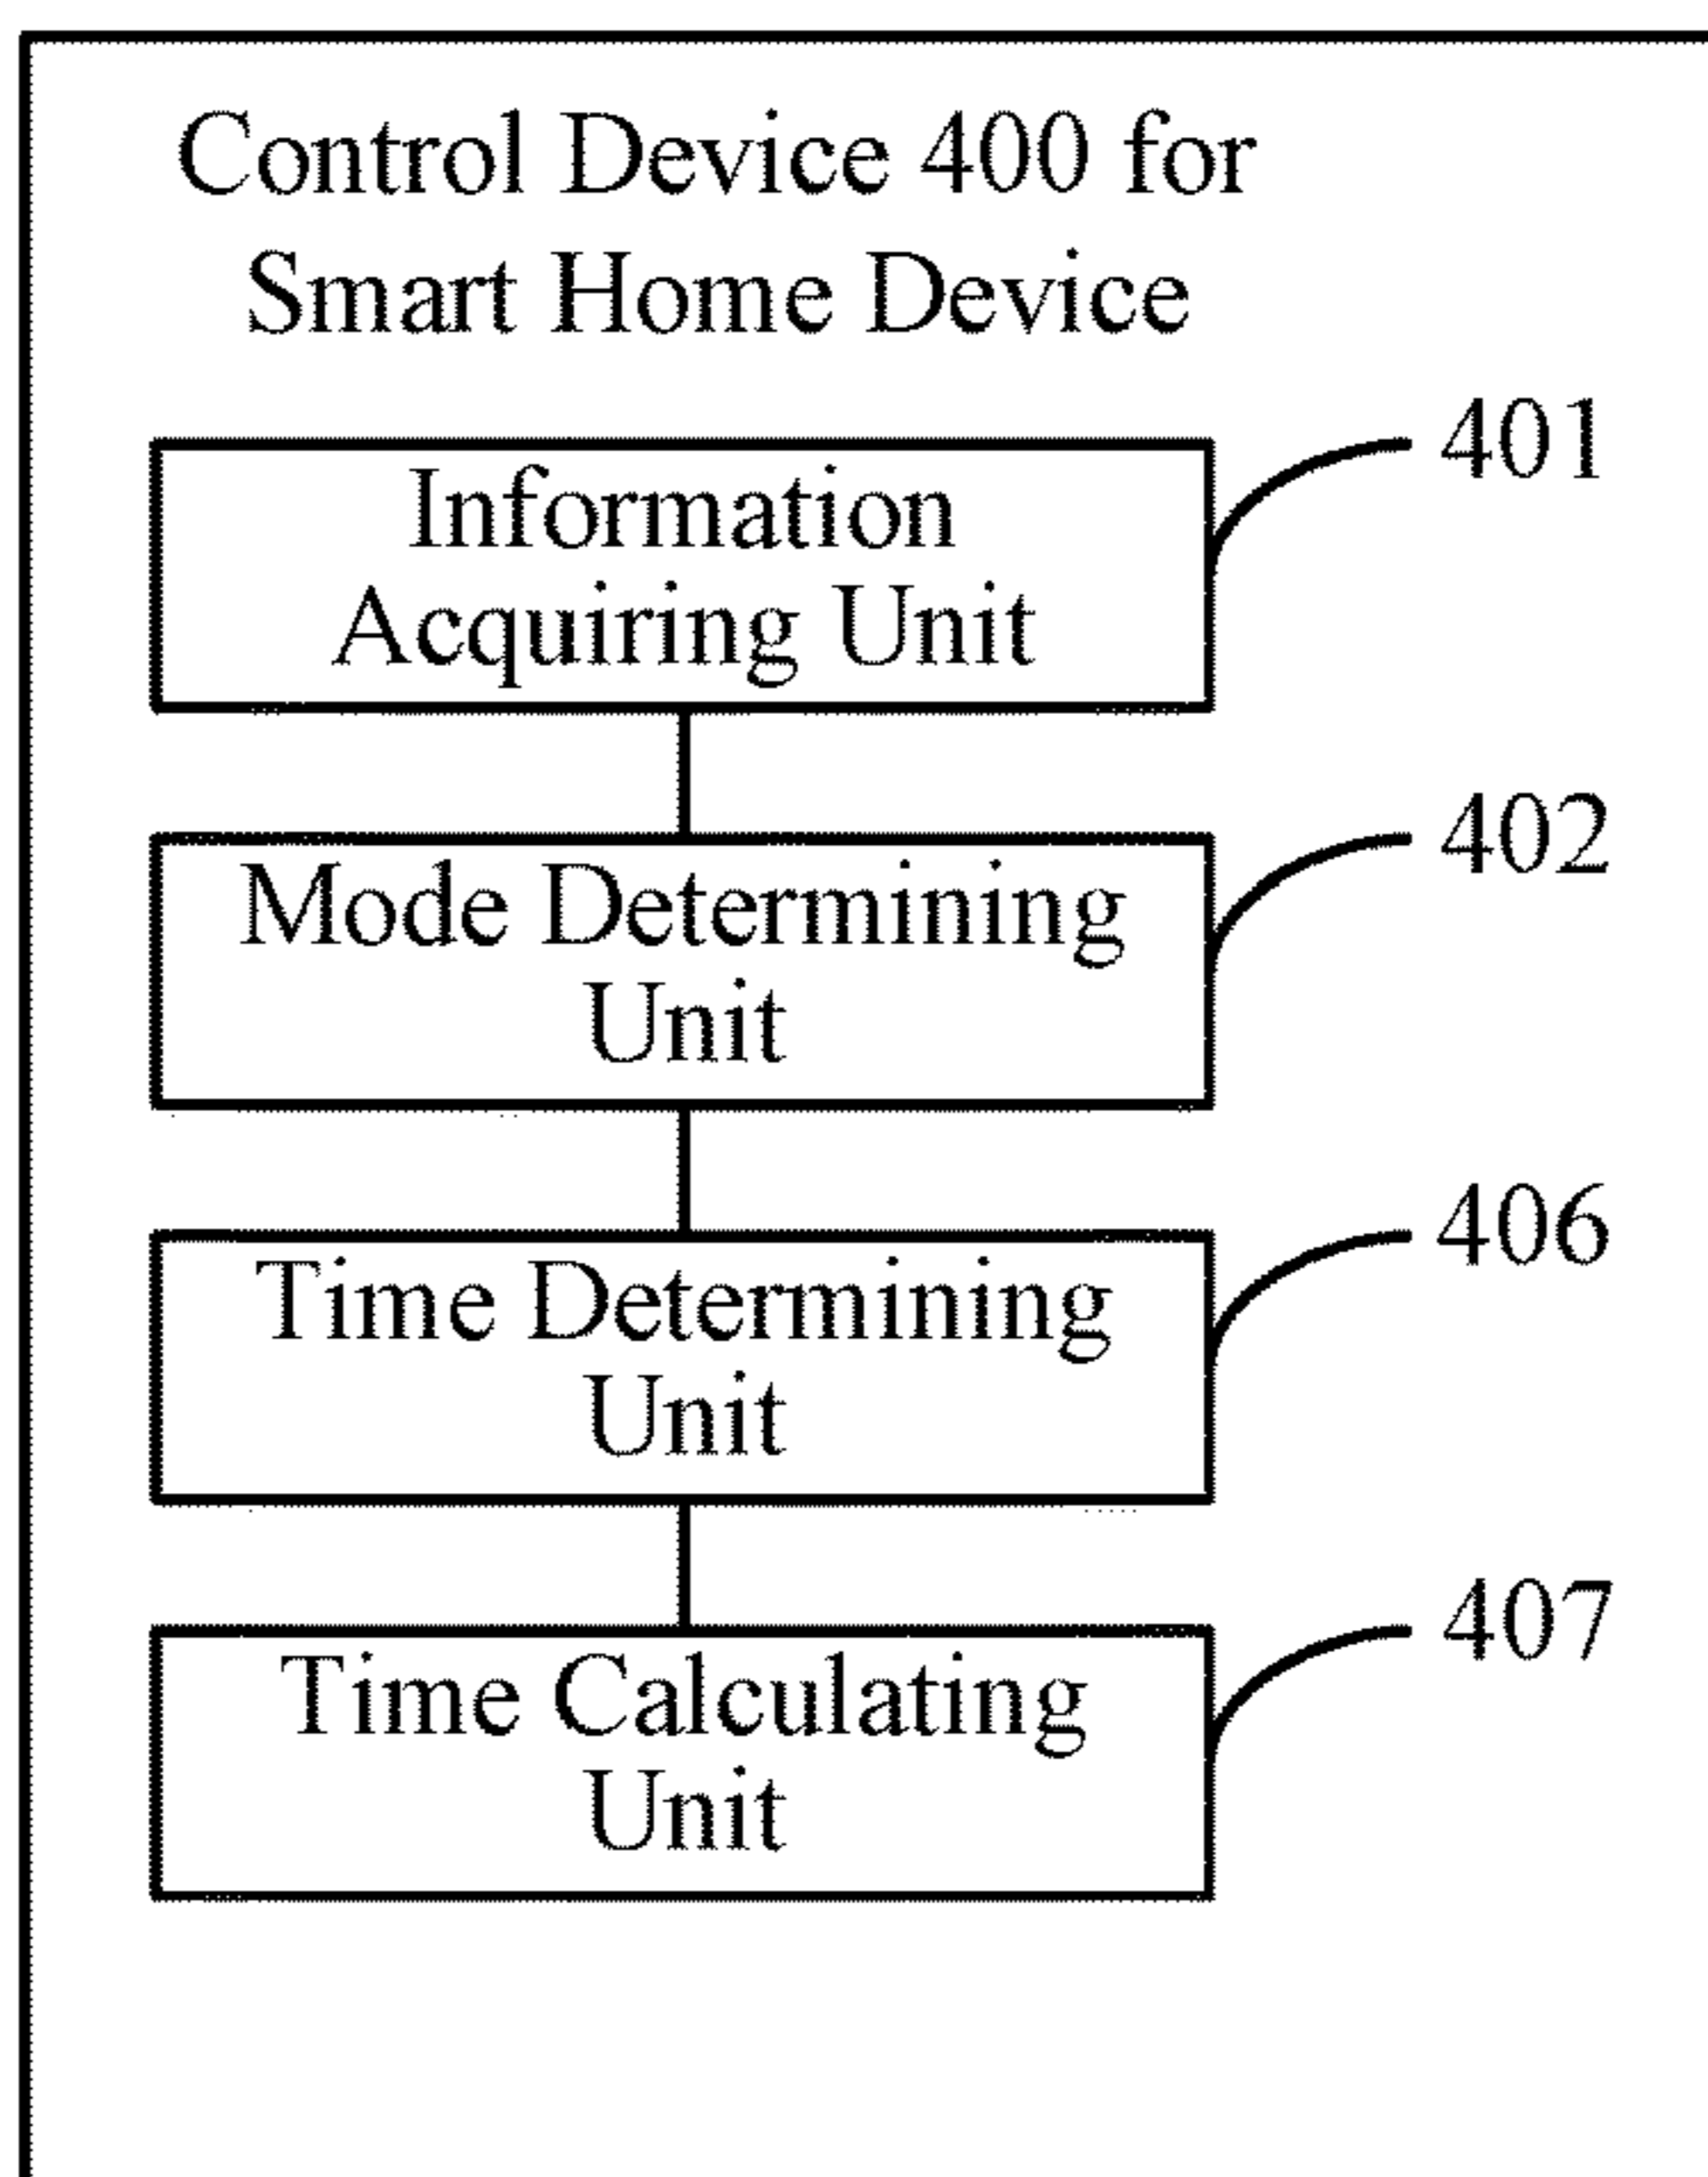 Control Device 400 for
Smart Home Device
401
Information
Acquiring Unit
402
Mode Determining
Unit
406
Time Determining
Unit
407
Time Calculating
Unit